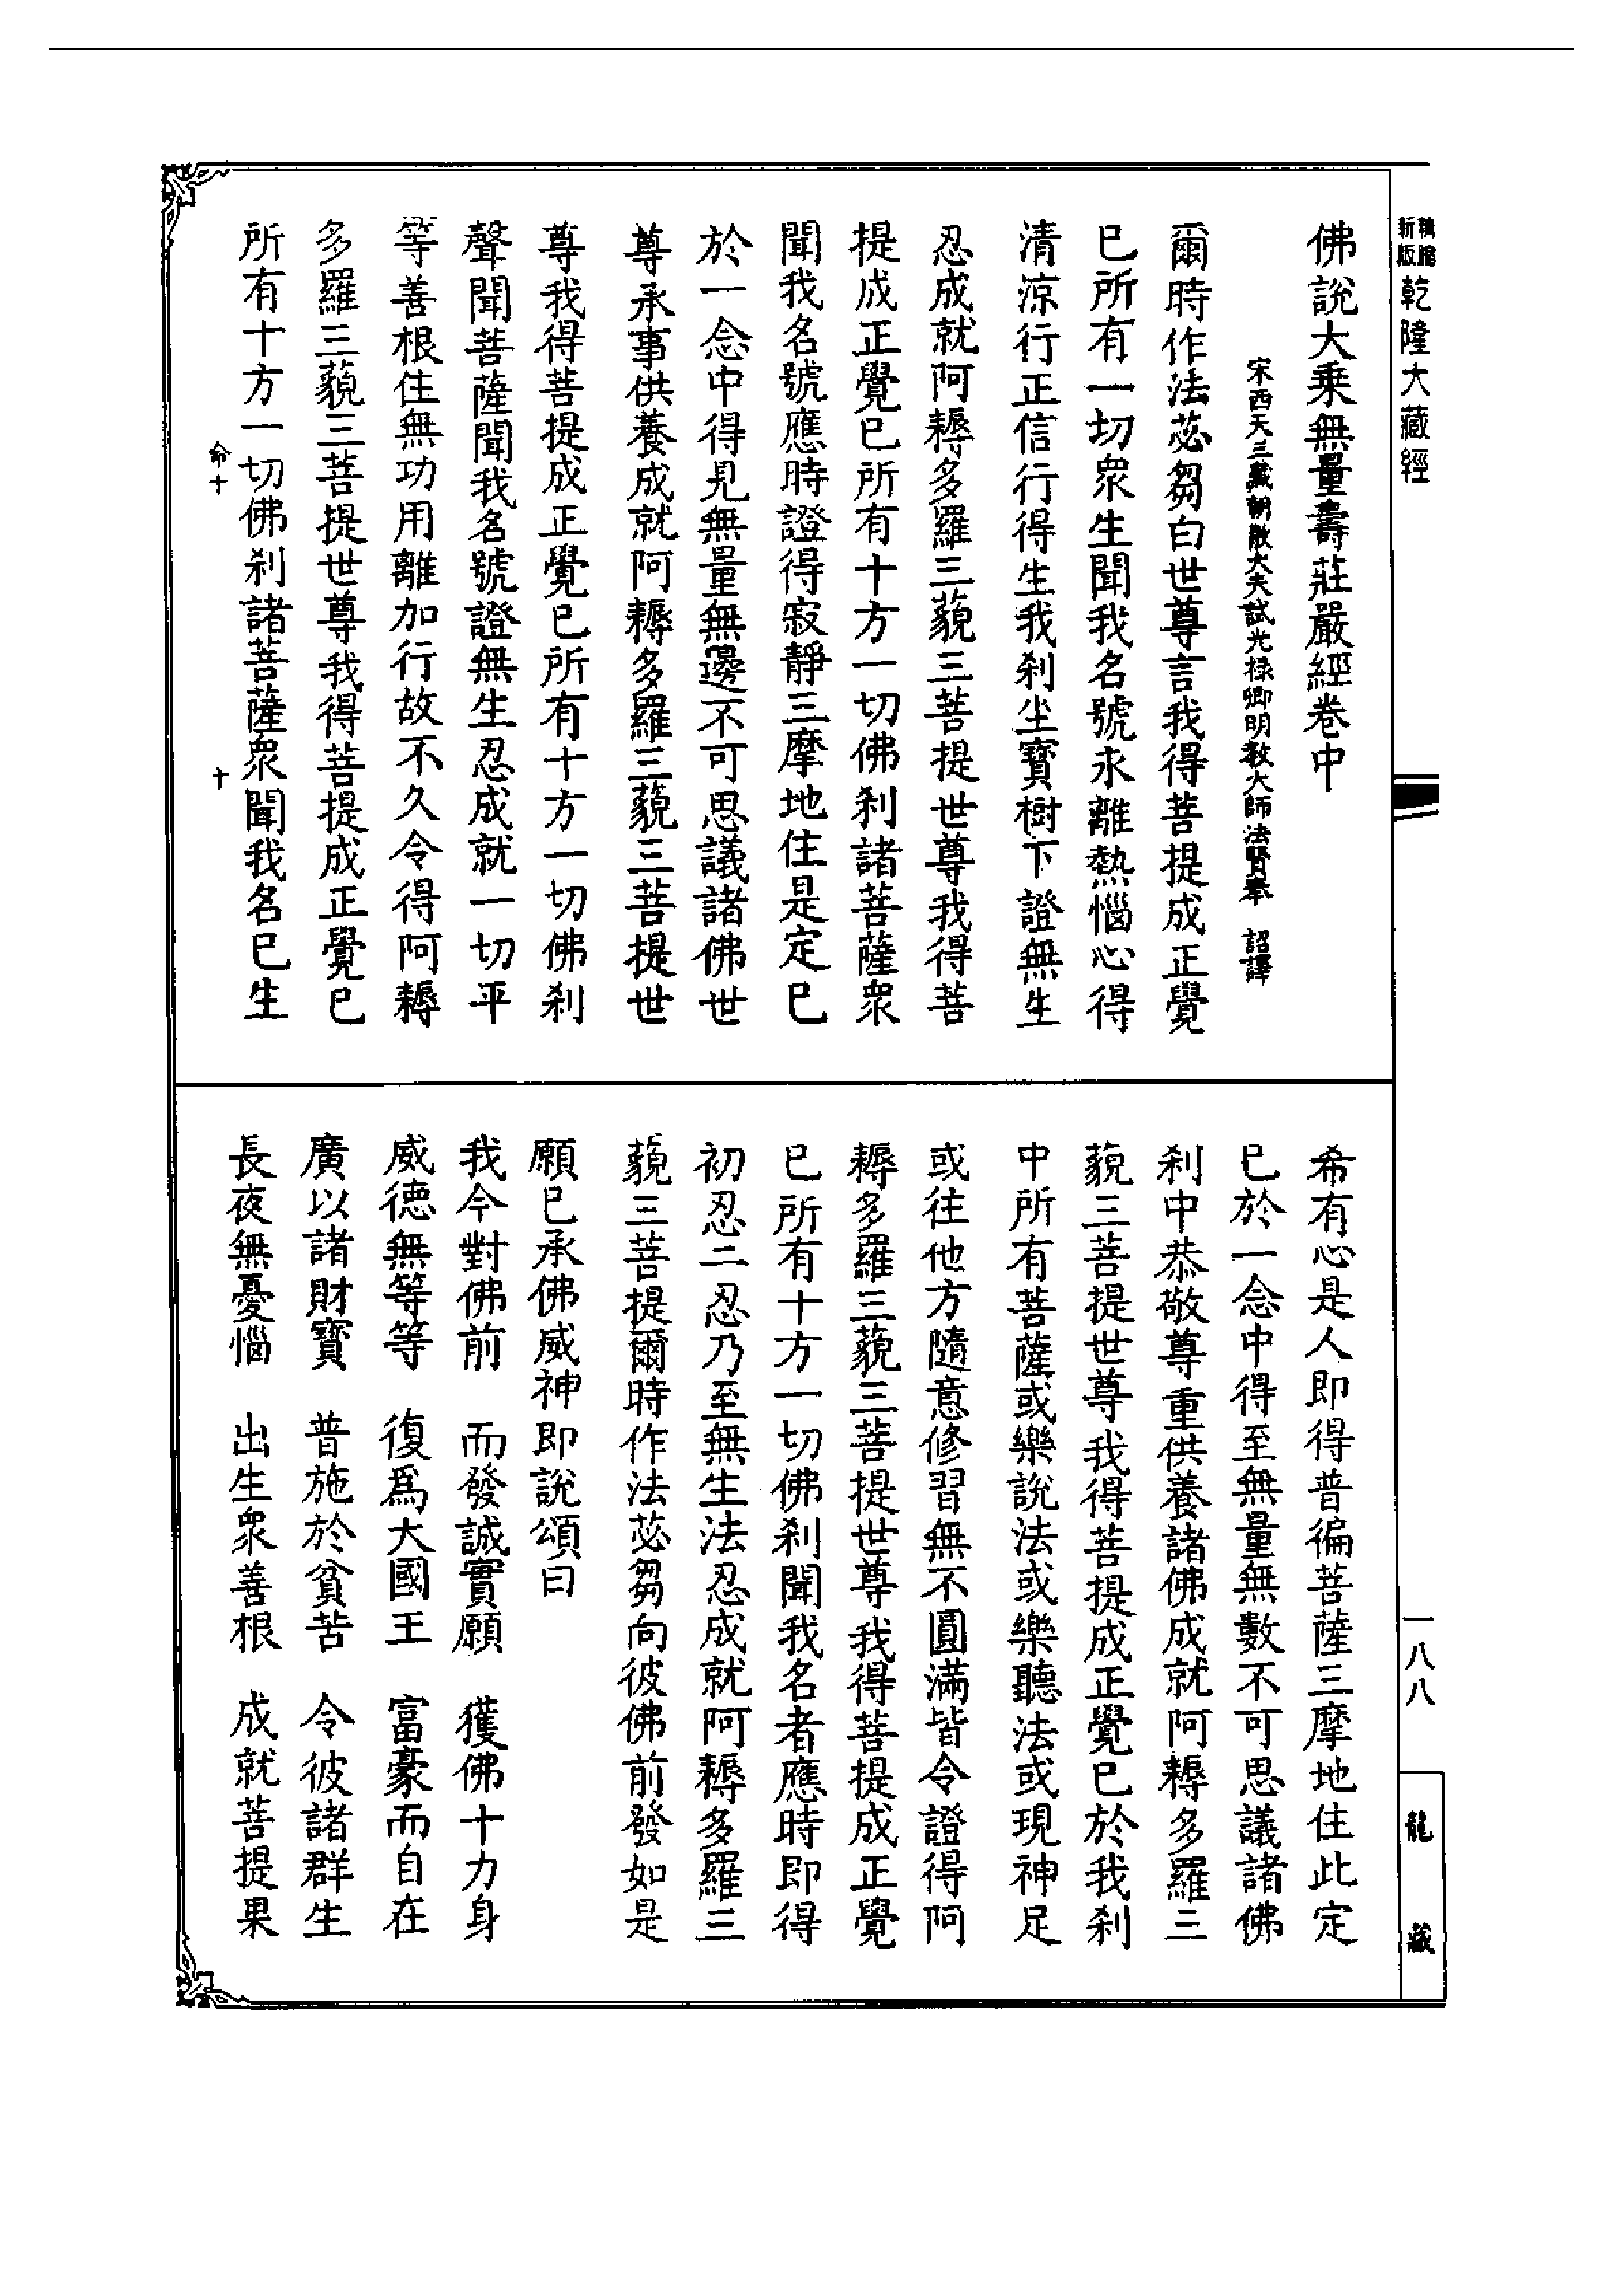 新版
乾隆大藏經
佛說大乘無量壽莊嚴經卷中
宋西天三藏朝散大夫試光祿卿明教大師法賢奉　詔譯
爾時作法苾芻白世尊言我得菩提成正覺
已所有一切衆生聞我名號永離熱惱心得
清涼行正信行得生我刹坐寶樹下證無生
忍成就阿耨多羅三藐三菩提世尊我得菩
提成正覺已所有十方一切佛刹諸菩薩衆
聞我名號應時證得寂靜三摩地住是定已
於一念中得見無量無邊不可思議諸佛世
尊承事供養成就阿耨多羅三藐三菩提世
尊我得菩提成正覺已所有十方一切佛刹
聲聞菩薩聞我名號證無生忍成就一切平
等善根住無功用離加行故不久令得阿耨
多羅三藐三菩提世尊我得菩提成正覺已
所有十方一切佛刹諸菩薩衆聞我名已生
命十
十
希有心是人即得普徧菩薩三摩地住此定
已於一念中得至無量無數不可思議諸佛
刹中恭敬尊重供養諸佛成就阿耨多羅三
藐三菩提世尊我得菩提成正覺已於我刹
中所有菩薩或樂說法或樂聽法或現神足
或往他方隨意修習無不圓滿皆令證得阿
耨多羅三藐三菩提世尊我得菩提成正覺
已所有十方一切佛刹聞我名者應時即得
初忍二忍乃至無生法忍成就阿耨多羅三
藐三菩提爾時作法苾芻向彼佛前發如是
願已承佛威神即說頌曰
我今對佛前　而發誠實願　獲佛十力身
威德無等等　復爲大國王　富豪而自在
廣以諸財寶　普施於貧苦　令彼諸群生
長夜無憂惱　出生衆善根　成就菩提果
一八八
龍藏